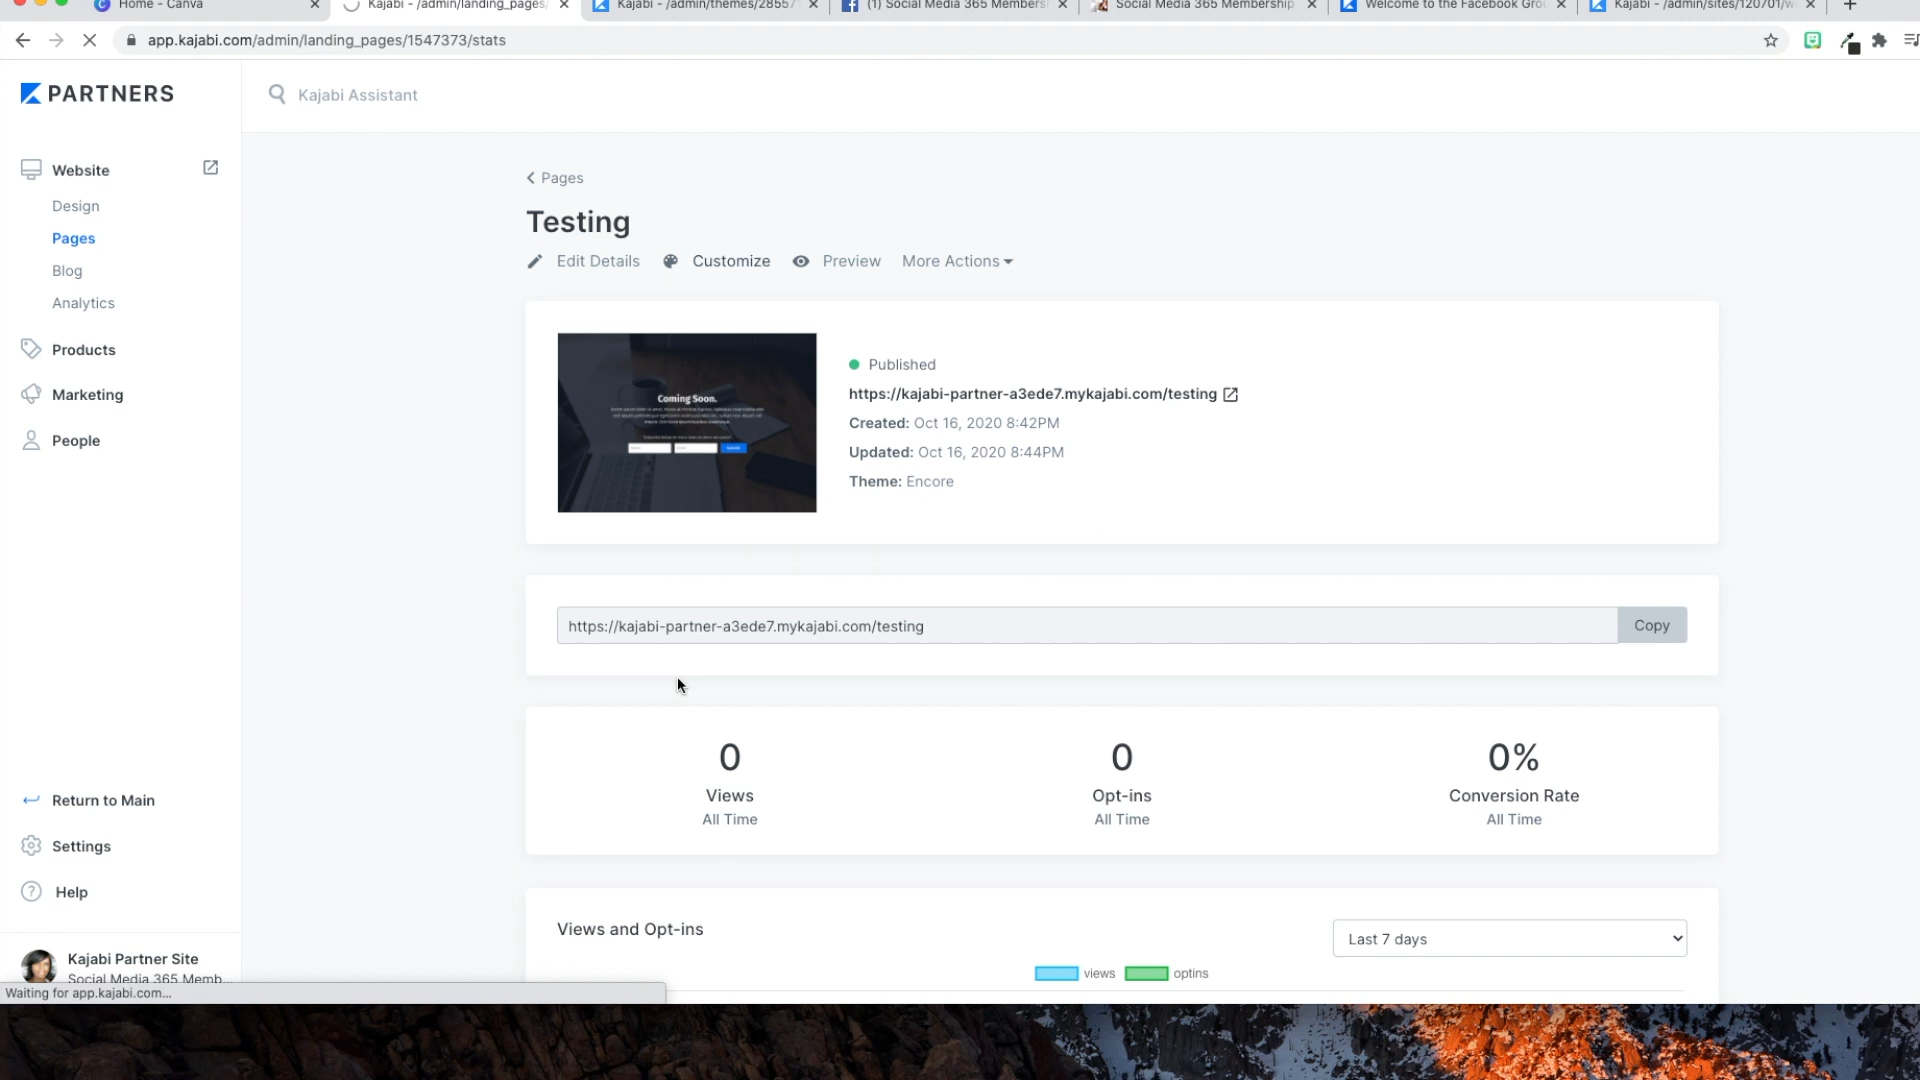 Home - Canva
Kajabi - /admin/landing_pages/
Kajabi - /admin/themes/28557
(1) Social Media 365 Members
Social Media 365 Membership
Welcome to the Facebook Gro
Kajabi - /admin/sites/120701/w
app.kajabi.com/admin/landing_pages/1547373/stats
PARTNERS
Kajabi Assistant
Website
Design
Pages
Blog
Analytics
Products
Marketing
People
Return to Main
Settings
Help
Kajabi Partner Site
Social Media 365 Memb...
Waiting for app.kajabi.com...
Pages
Testing
Edit Details
Customize
Preview
More Actions
Coming Soon.
Published
https://kajabi-partner-a3ede7.mykajabi.com/testing
Created: Oct 16, 2020 8:42PM
Updated: Oct 16, 2020 8:44PM
Theme: Encore
https://kajabi-partner-a3ede7.mykajabi.com/testing
Copy
0
Views
All Time
0
Opt-ins
All Time
0%
Conversion Rate
All Time
Views and Opt-ins
Last 7 days
views
optins